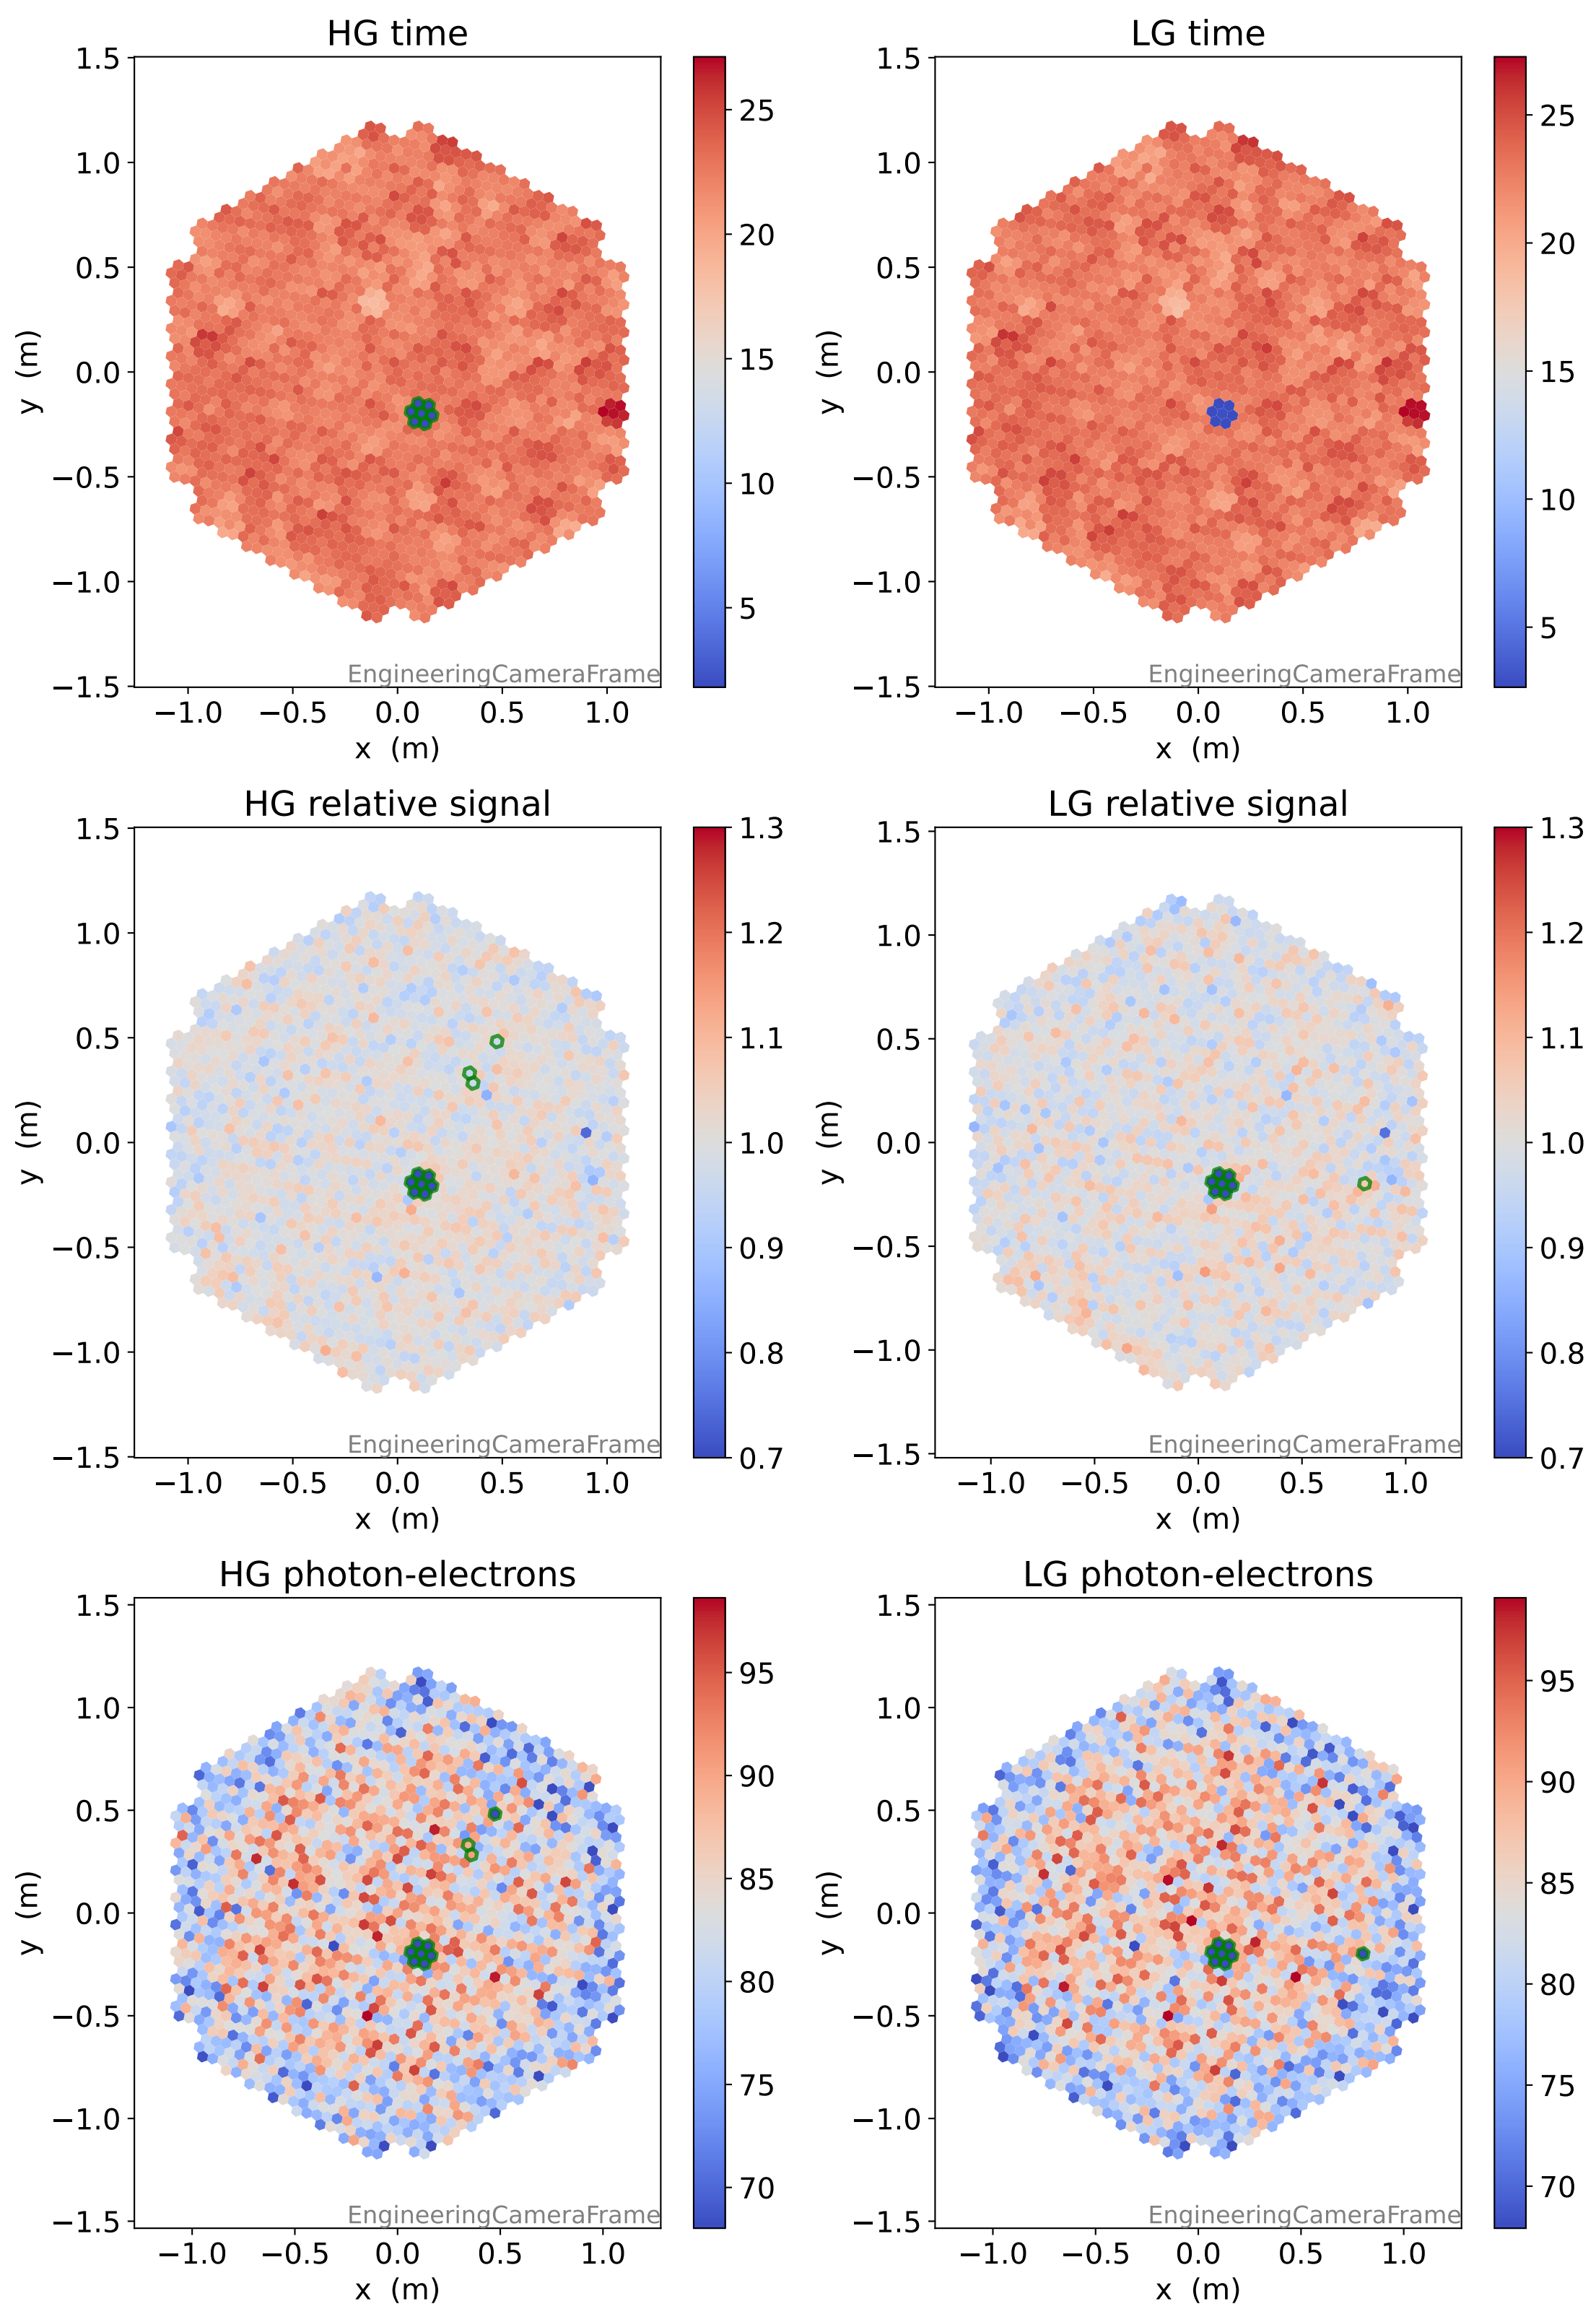 HG time
1.5
1.0
0.5
0.0
−0.5
−1.0
−1.5
y (m)
−1.0 −0.5 0.0 0.5 1.0
x (m)
EngineeringCameraFrame
25
20
15
10
5
LG time
1.5
1.0
0.5
0.0
−0.5
−1.0
−1.5
y (m)
−1.0 −0.5 0.0 0.5 1.0
x (m)
EngineeringCameraFrame
25
20
15
10
5
HG relative signal
1.5
1.0
0.5
0.0
−0.5
−1.0
−1.5
y (m)
−1.0 −0.5 0.0 0.5 1.0
x (m)
EngineeringCameraFrame
1.3
1.2
1.1
1.0
0.9
0.8
0.7
LG relative signal
1.5
1.0
0.5
0.0
−0.5
−1.0
−1.5
y (m)
−1.0 −0.5 0.0 0.5 1.0
x (m)
EngineeringCameraFrame
1.3
1.2
1.1
1.0
0.9
0.8
0.7
HG photon-electrons
1.5
1.0
0.5
0.0
−0.5
−1.0
−1.5
y (m)
−1.0 −0.5 0.0 0.5 1.0
x (m)
EngineeringCameraFrame
95
90
85
80
75
70
LG photon-electrons
1.5
1.0
0.5
0.0
−0.5
−1.0
−1.5
y (m)
−1.0 −0.5 0.0 0.5 1.0
x (m)
EngineeringCameraFrame
95
90
85
80
75
70